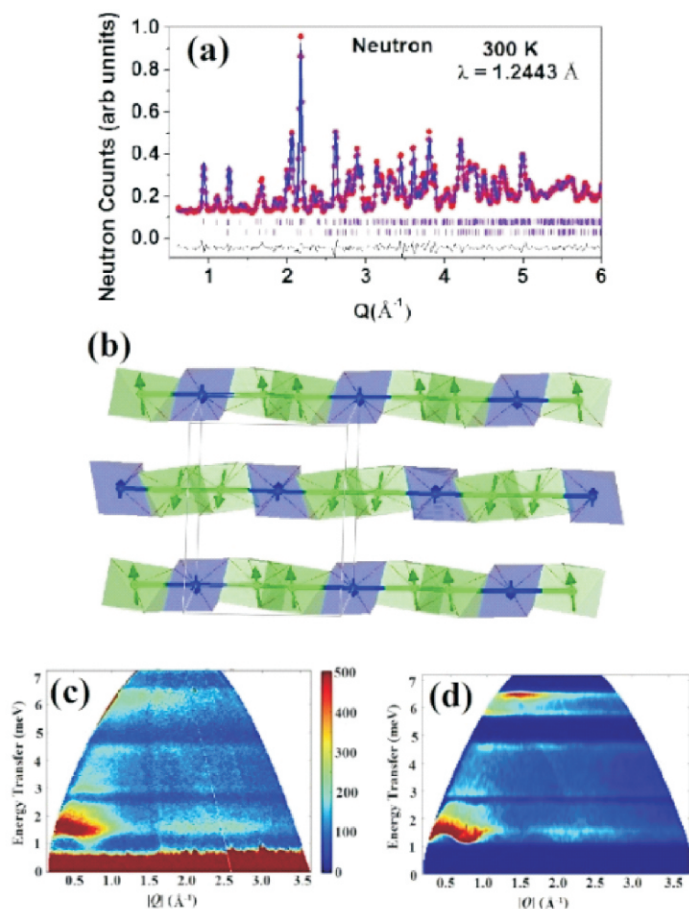 (a)
Neutron
300 K
λ = 1.2443 Å
Neutron Counts (arb unnits)
1.0
0.8
0.6
0.4
0.2
0.0
1 2 3 4 5 6
Q(Å⁻¹)
(b)
(c)
Energy Transfer (meV)
7
6
5
4
3
2
1
0
0.5 1.0 1.5 2.0 2.5 3.0 3.5
|Q| (Å⁻¹)
500
400
300
200
100
0
(d)
Energy Transfer (meV)
7
6
5
4
3
2
1
0
0.5 1.0 1.5 2.0 2.5 3.0 3.5
|Q| (Å⁻¹)